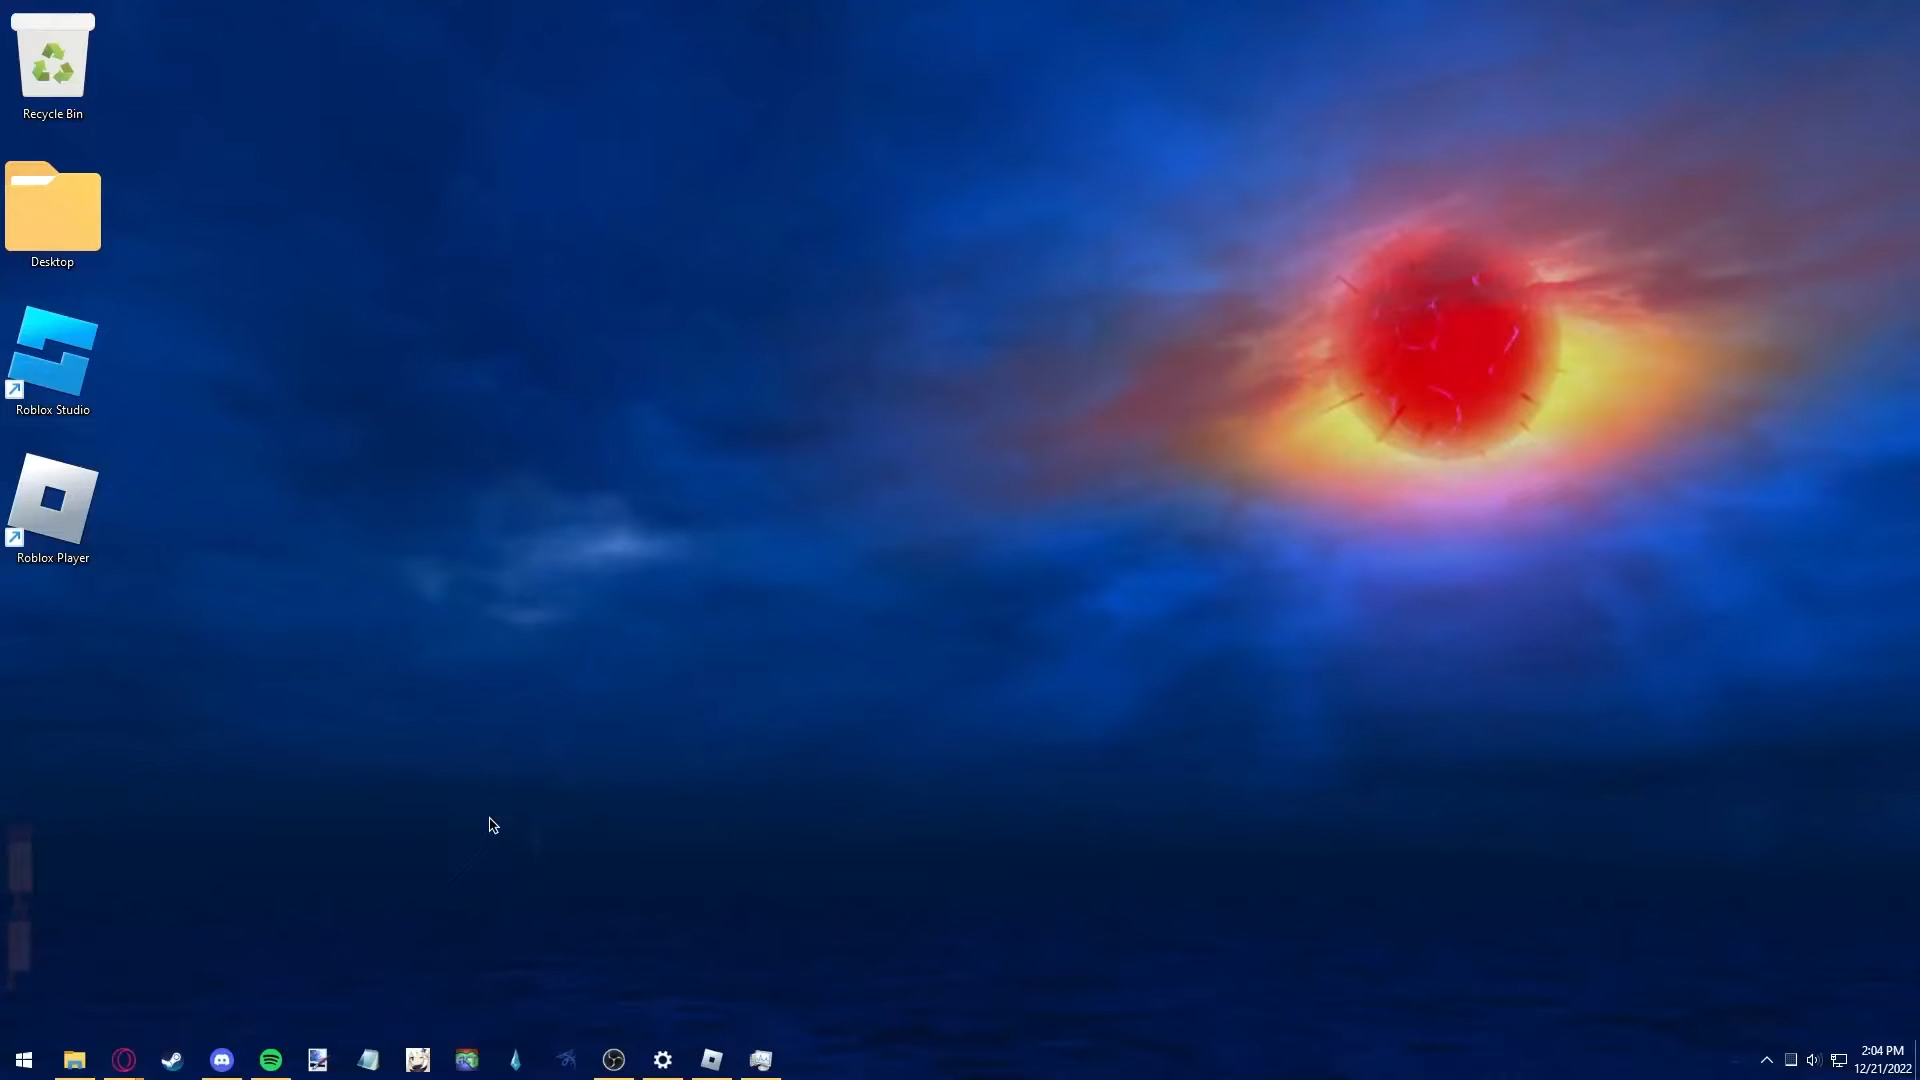 Recycle Bin
Desktop
Roblox Studio
Roblox Player
2:04 PM
12/21/2022